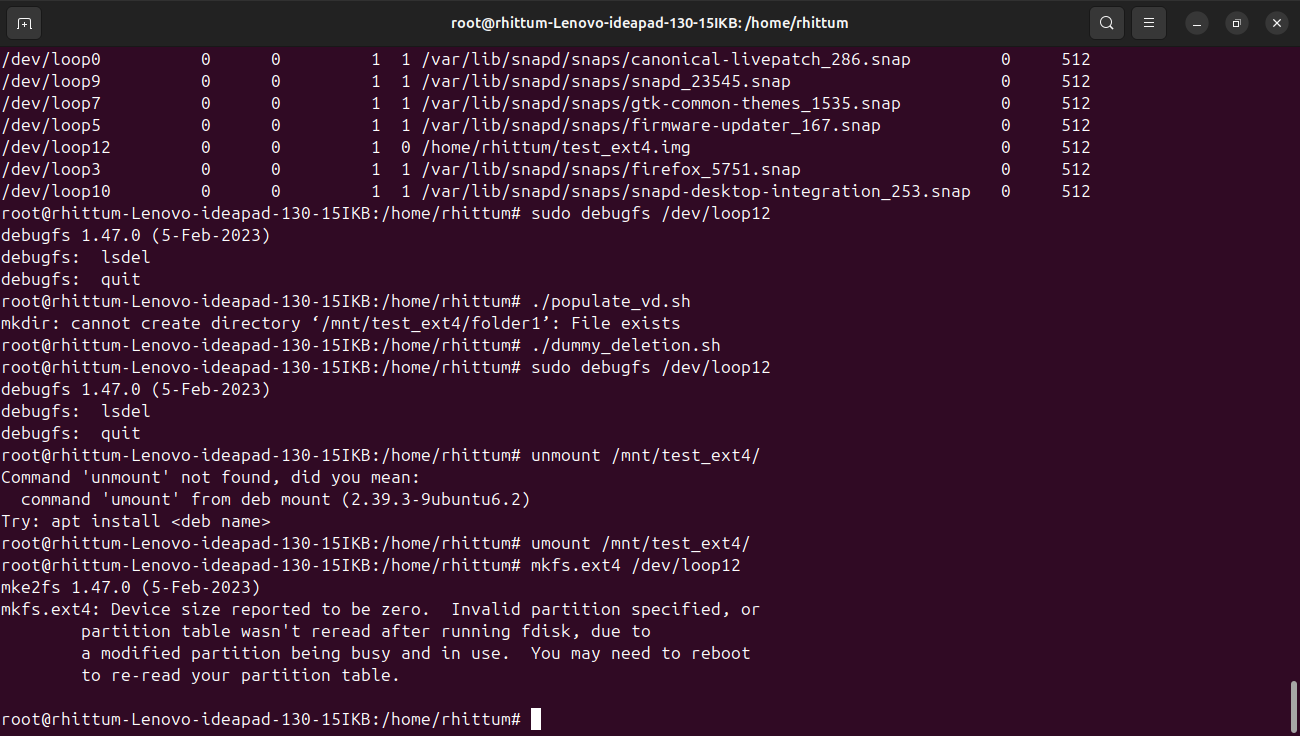 root@rhittum-Lenovo-ideapad-130-15IKB: /home/rhittum
/dev/loop0 0 0 1 1 /var/lib/snapd/snaps/canonical-livepatch_286.snap 0 512
/dev/loop9 0 0 1 1 /var/lib/snapd/snaps/snapd_23545.snap 0 512
/dev/loop7 0 0 1 1 /var/lib/snapd/snaps/gtk-common-themes_1535.snap 0 512
/dev/loop5 0 0 1 1 /var/lib/snapd/snaps/firmware-updater_167.snap 0 512
/dev/loop12 0 0 1 0 /home/rhittum/test_ext4.img 0 512
/dev/loop3 0 0 1 1 /var/lib/snapd/snaps/firefox_5751.snap 0 512
/dev/loop10 0 0 1 1 /var/lib/snapd/snaps/snapd-desktop-integration_253.snap 0 512
root@rhittum-Lenovo-ideapad-130-15IKB:/home/rhittum# sudo debugfs /dev/loop12
debugfs 1.47.0 (5-Feb-2023)
debugfs:  lsdel
debugfs:  quit
root@rhittum-Lenovo-ideapad-130-15IKB:/home/rhittum# ./populate_vd.sh
mkdir: cannot create directory ‘/mnt/test_ext4/folder1’: File exists
root@rhittum-Lenovo-ideapad-130-15IKB:/home/rhittum# ./dummy_deletion.sh
root@rhittum-Lenovo-ideapad-130-15IKB:/home/rhittum# sudo debugfs /dev/loop12
debugfs 1.47.0 (5-Feb-2023)
debugfs:  lsdel
debugfs:  quit
root@rhittum-Lenovo-ideapad-130-15IKB:/home/rhittum# unmount /mnt/test_ext4/
Command 'unmount' not found, did you mean:
  command 'umount' from deb mount (2.39.3-9ubuntu6.2)
Try: apt install <deb name>
root@rhittum-Lenovo-ideapad-130-15IKB:/home/rhittum# umount /mnt/test_ext4/
root@rhittum-Lenovo-ideapad-130-15IKB:/home/rhittum# mkfs.ext4 /dev/loop12
mke2fs 1.47.0 (5-Feb-2023)
mkfs.ext4: Device size reported to be zero.  Invalid partition specified, or
        partition table wasn't reread after running fdisk, due to
        a modified partition being busy and in use.  You may need to reboot
        to re-read your partition table.
root@rhittum-Lenovo-ideapad-130-15IKB:/home/rhittum#